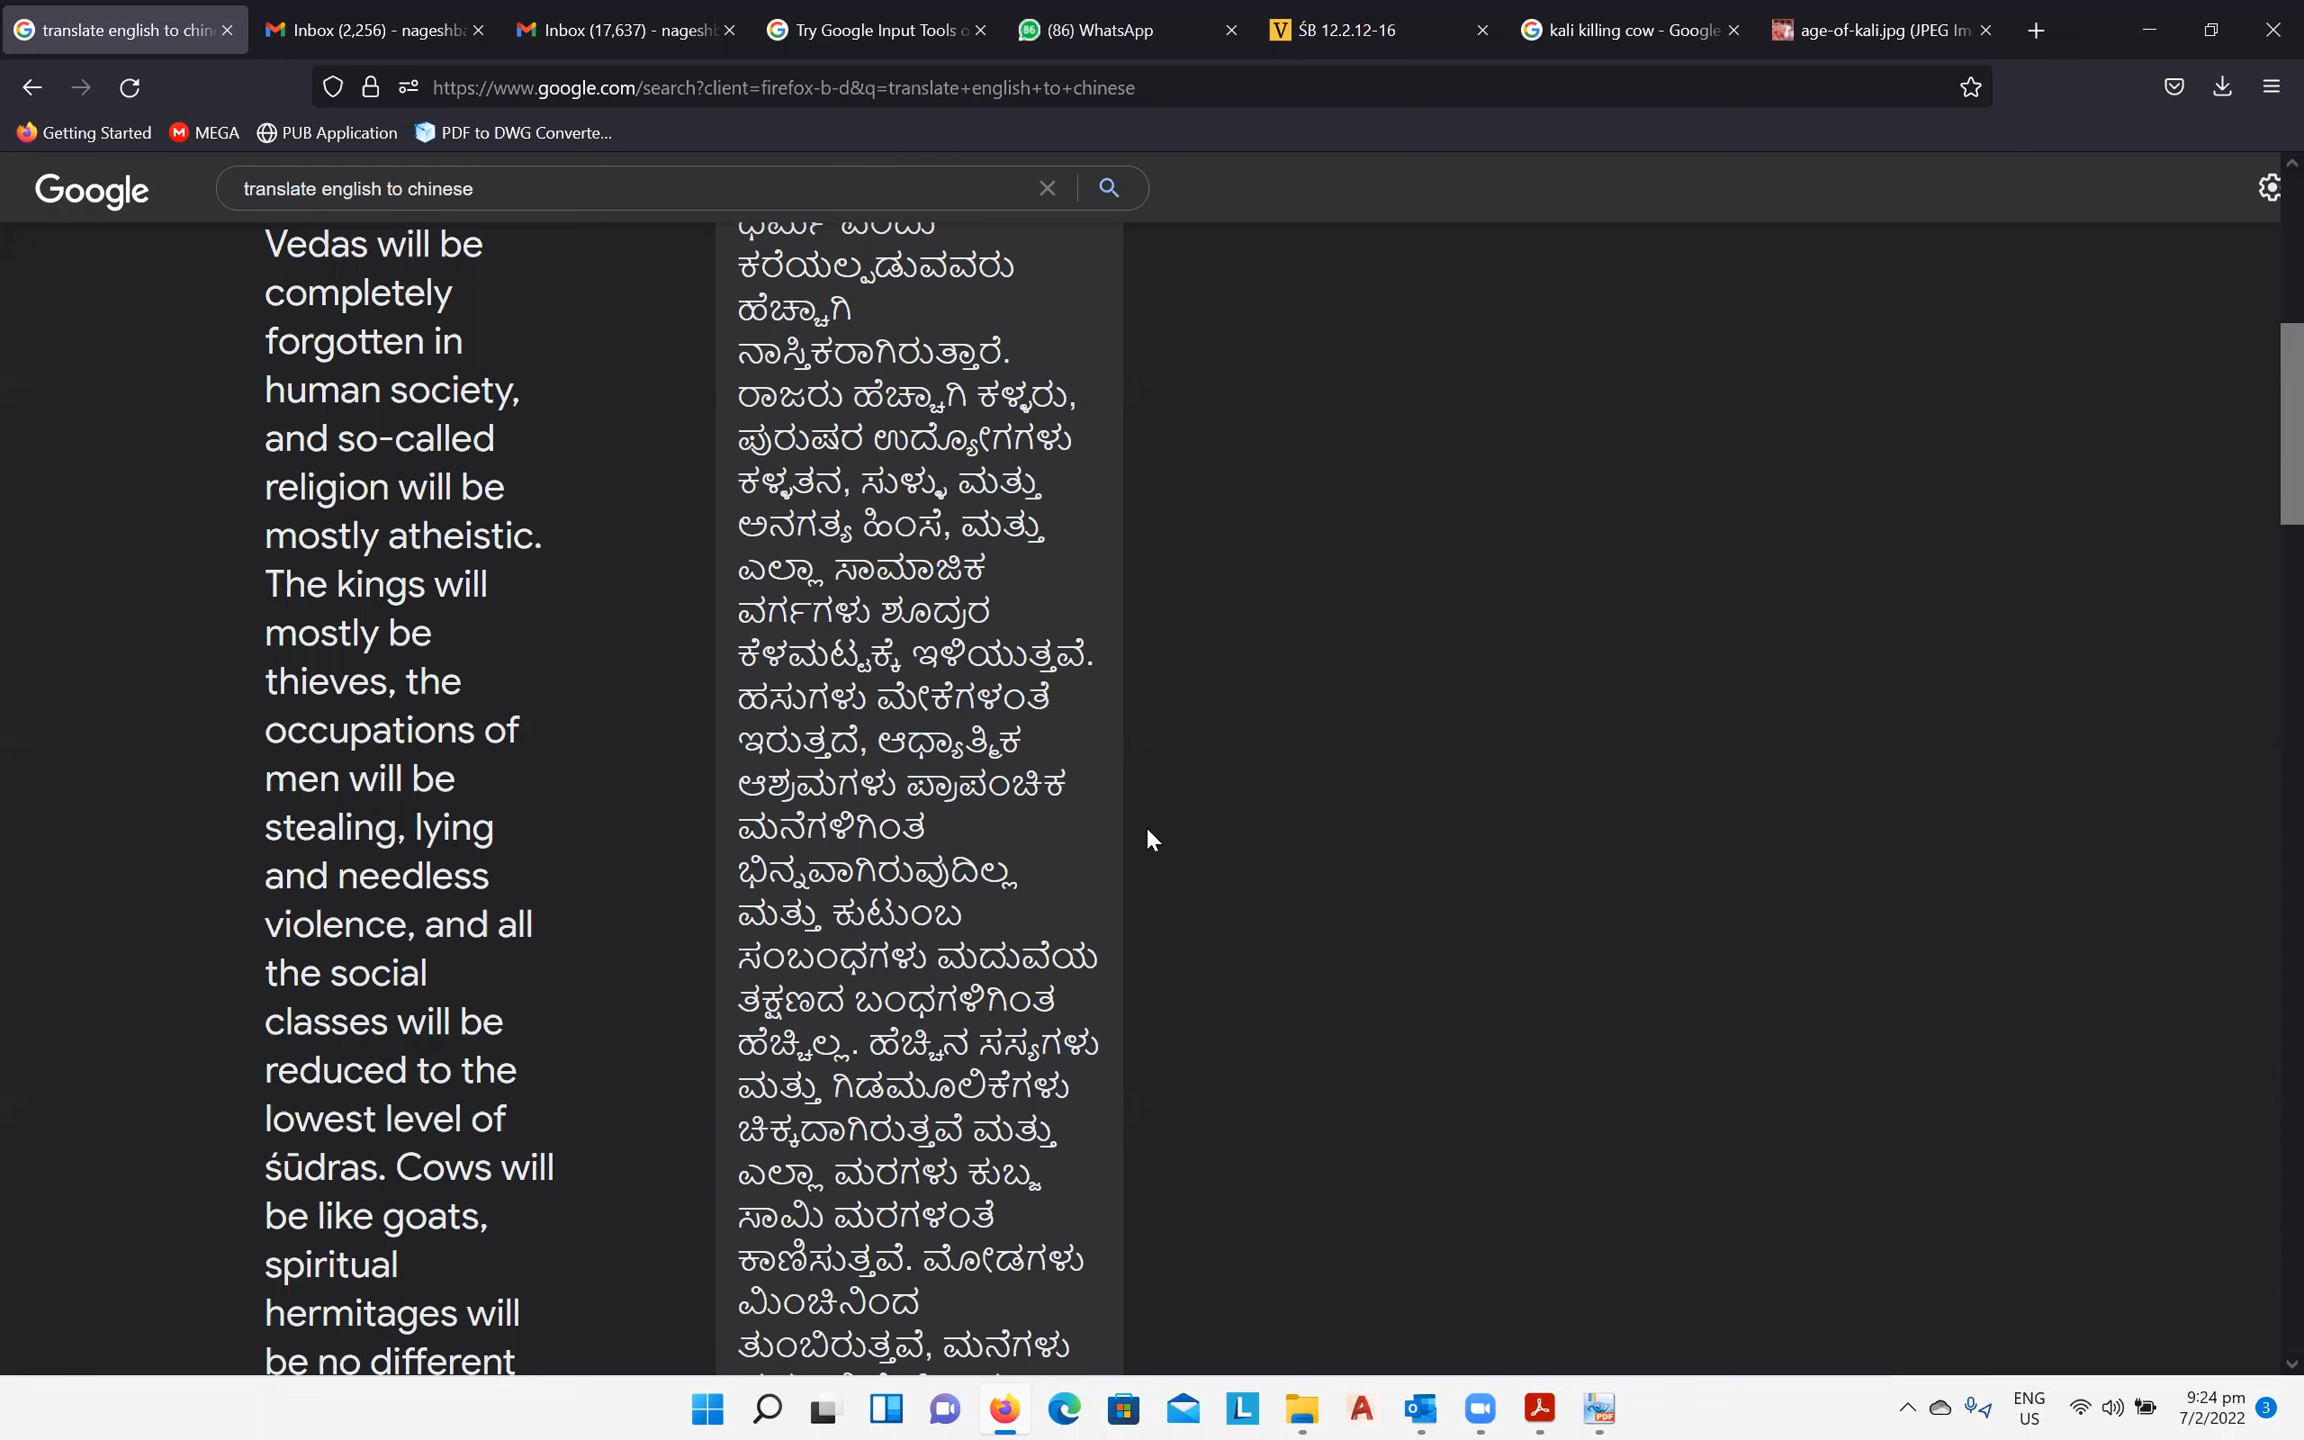 translate english to chin
Inbox (2,256) - nageshba
Inbox (17,637) - nageshb
Try Google Input Tools o
(86) WhatsApp
ŚB 12.2.12-16
kali killing cow - Google
age-of-kali.jpg (JPEG Im
https://www.google.com/search?client=firefox-b-d&q=translate+english+to+chinese
Getting Started
MEGA
PUB Application
PDF to DWG Converte...
Google
translate english to chinese
Vedas will be
completely
forgotten in
human society,
and so-called
religion will be
mostly atheistic.
The kings will
mostly be
thieves, the
occupations of
men will be
stealing, lying
and needless
violence, and all
the social
classes will be
reduced to the
lowest level of
śūdras. Cows will
be like goats,
spiritual
hermitages will
be no different
ಧರ್ಮ ಎಂದು
ಕರೆಯಲ್ಪಡುವವರು
ಹೆಚ್ಚಾಗಿ
ನಾಸ್ತಿಕರಾಗಿರುತ್ತಾರೆ.
ರಾಜರು ಹೆಚ್ಚಾಗಿ ಕಳ್ಳರು,
ಪುರುಷರ ಉದ್ಯೋಗಗಳು
ಕಳ್ಳತನ, ಸುಳ್ಳು ಮತ್ತು
ಅನಗತ್ಯ ಹಿಂಸೆ, ಮತ್ತು
ಎಲ್ಲಾ ಸಾಮಾಜಿಕ
ವರ್ಗಗಳು ಶೂದ್ರರ
ಕೆಳಮಟ್ಟಕ್ಕೆ ಇಳಿಯುತ್ತವೆ.
ಹಸುಗಳು ಮೇಕೆಗಳಂತೆ
ಇರುತ್ತದೆ, ಆಧ್ಯಾತ್ಮಿಕ
ಆಶ್ರಮಗಳು ಪ್ರಾಪಂಚಿಕ
ಮನೆಗಳಿಗಿಂತ
ಭಿನ್ನವಾಗಿರುವುದಿಲ್ಲ
ಮತ್ತು ಕುಟುಂಬ
ಸಂಬಂಧಗಳು ಮದುವೆಯ
ತಕ್ಷಣದ ಬಂಧಗಳಿಗಿಂತ
ಹೆಚ್ಚಿಲ್ಲ. ಹೆಚ್ಚಿನ ಸಸ್ಯಗಳು
ಮತ್ತು ಗಿಡಮೂಲಿಕೆಗಳು
ಚಿಕ್ಕದಾಗಿರುತ್ತವೆ ಮತ್ತು
ಎಲ್ಲಾ ಮರಗಳು ಕುಬ್ಜ
ಸಾಮಿ ಮರಗಳಂತೆ
ಕಾಣಿಸುತ್ತವೆ. ಮೋಡಗಳು
ಮಿಂಚಿನಿಂದ
ತುಂಬಿರುತ್ತವೆ, ಮನೆಗಳು
ENG
US
9:24 pm
7/2/2022
3